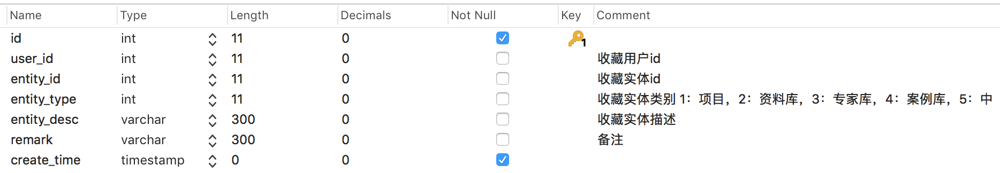 Name Type Length Decimals Not Null Key Comment
id int 11 0 1
user_id int 11 0 收藏用户id
entity_id int 11 0 收藏实体id
entity_type int 11 0 收藏实体类别 1：项目，2：资料库，3：专家库，4：案例库，5：中
entity_desc varchar 300 0 收藏实体描述
remark varchar 300 0 备注
create_time timestamp 0 0